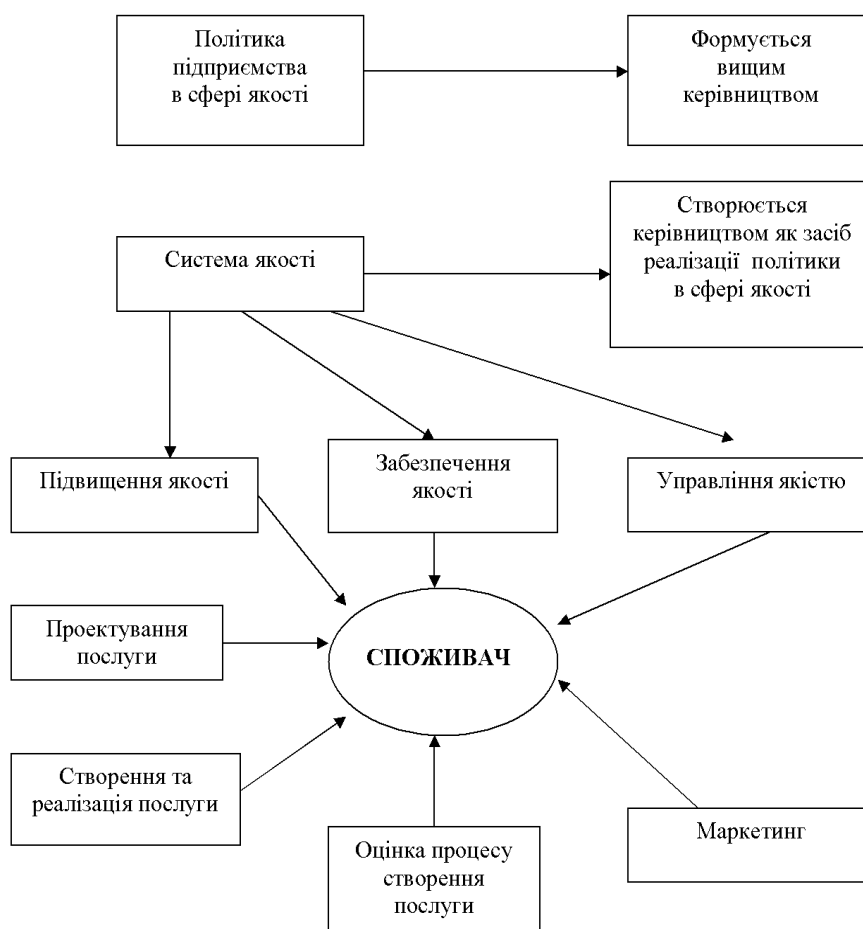 Політика
підприємства
в сфері якості
Формується
вищим
керівництвом
Створюється
керівництвом як засіб
реалізації політики
в сфері якості
Система якості
Підвищення якості
Забезпечення
якості
Управління якістю
Проектування
послуги
СПОЖИВАЧ
Створення та
реалізація послуги
Оцінка процесу
створення
послуги
Маркетинг